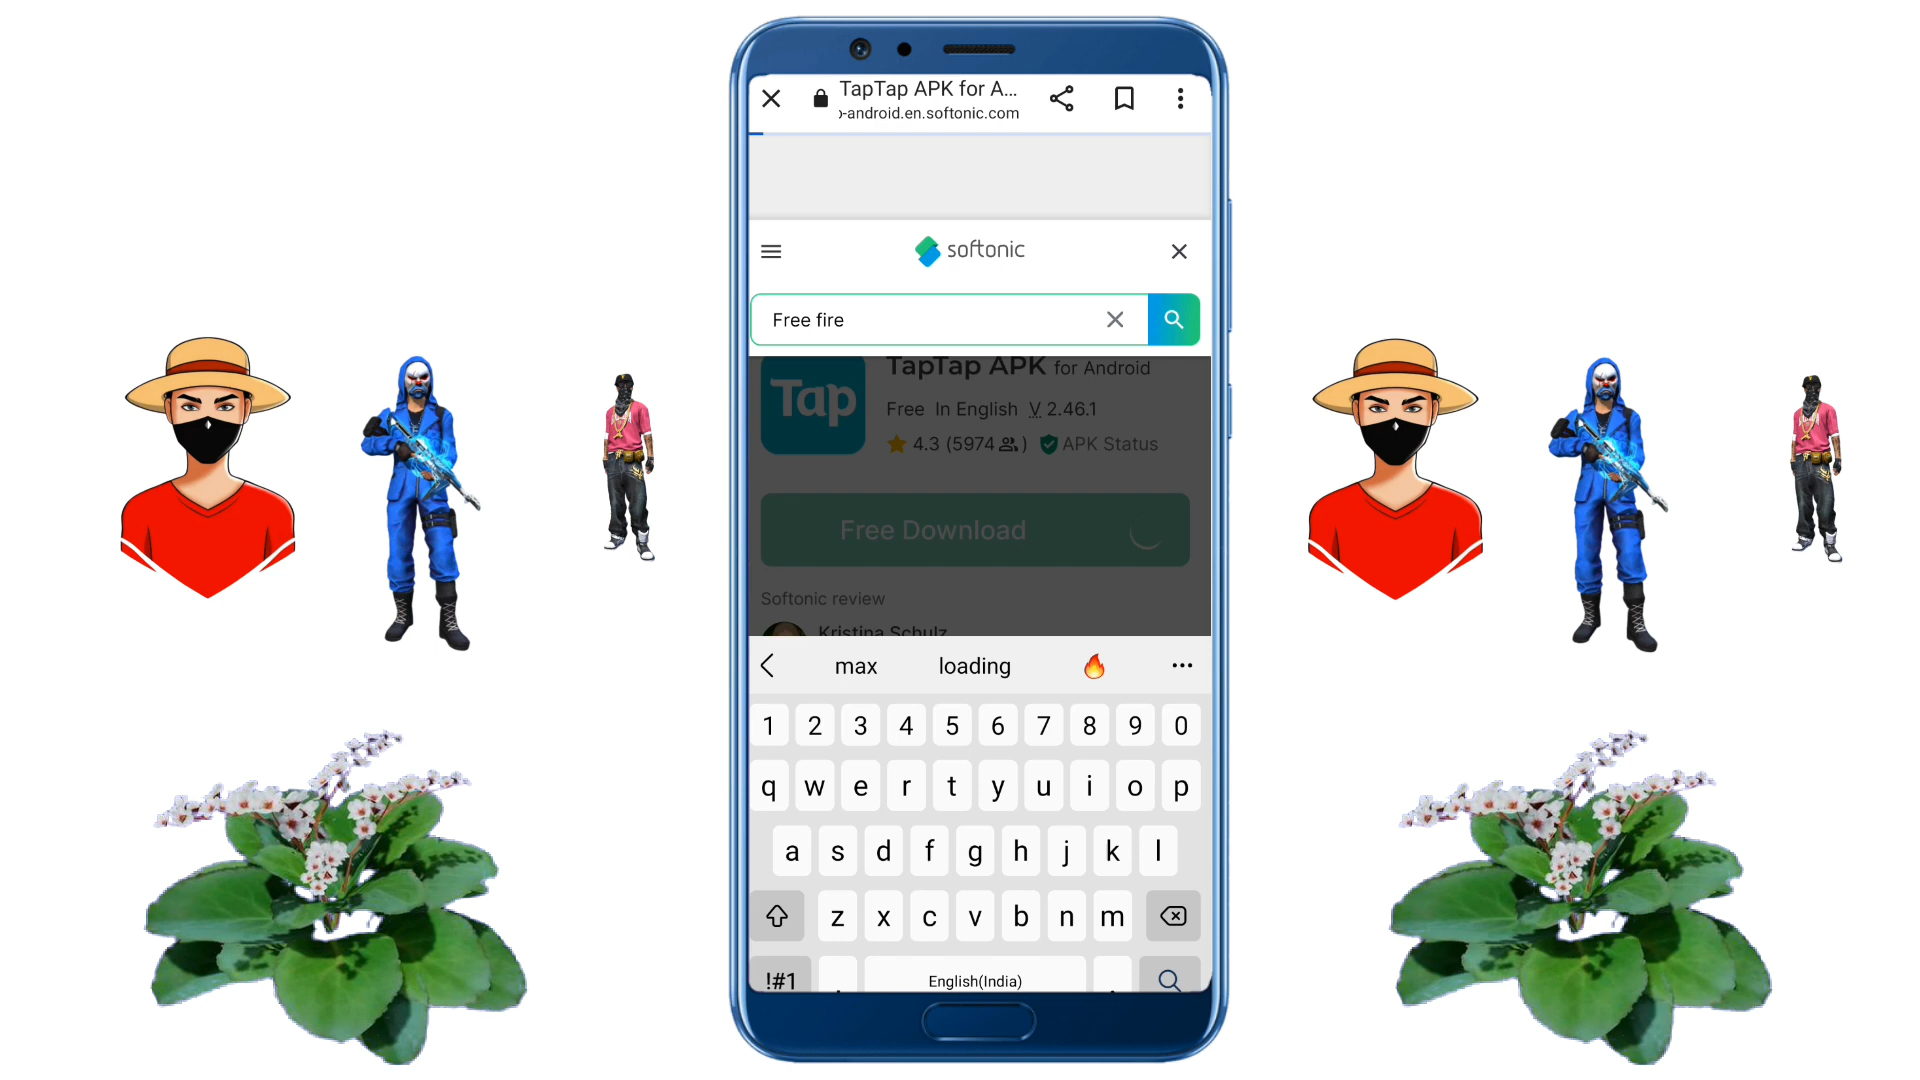 TapTap APK for A...
-android.en.softonic.com
softonic
Free fire
TapTap APK for Android
Tap
Free In English V 2.46.1
4.3 (5974)
APK Status
Free Download
Softonic review
Kristina Schulz
max loading
1 2 3 4 5 6 7 8 9 0
q w e r t y u i o p
a s d f g h j k l
z x c v b n m
!#1 , English(India) .